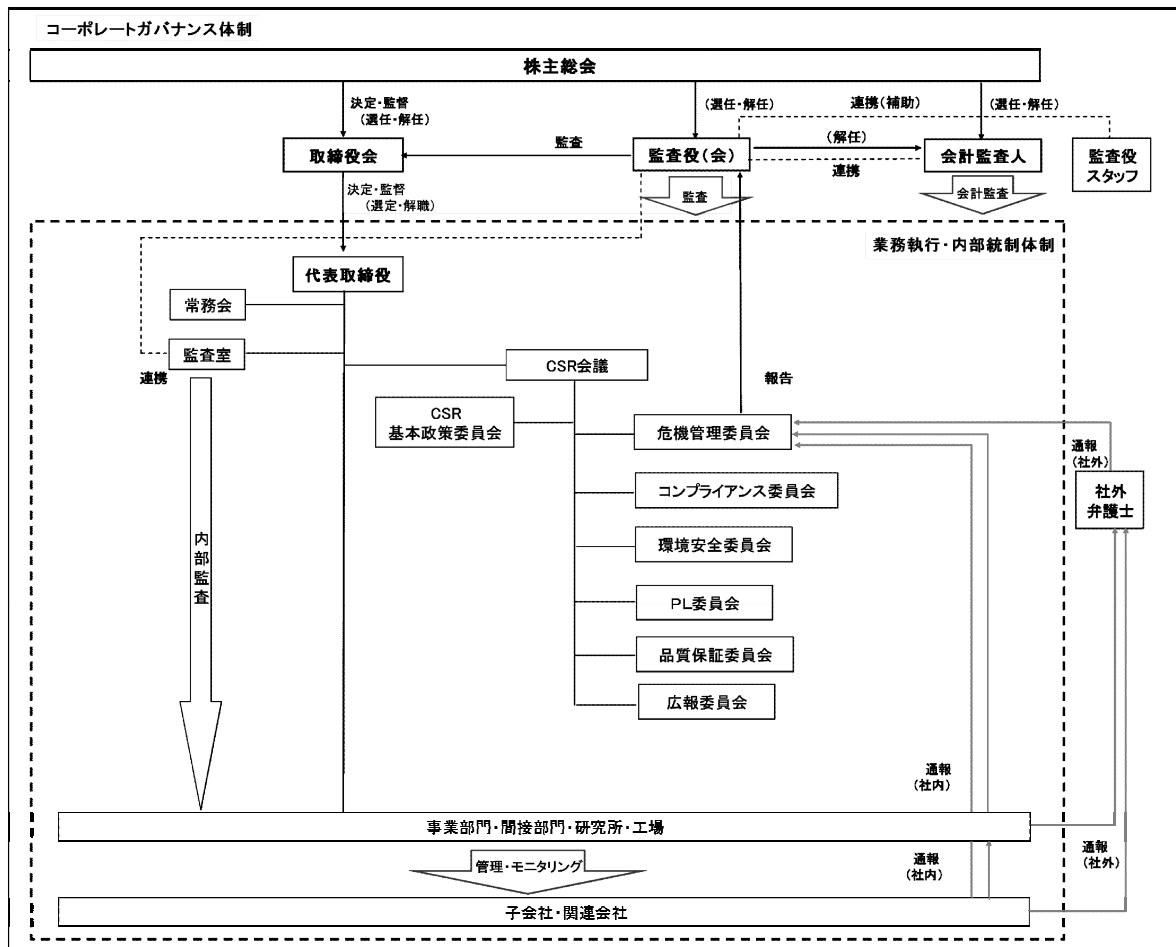 コーポレートガバナンス体制
株主総会
決定・監督
(選任・解任)
(選任・解任)
連携(補助)
(選任・解任)
取締役会
監査
監査役(会)
(解任)
連携
会計監査人
監査役
スタッフ
決定・監督
(選定・解職)
監査
会計監査
業務執行・内部統制体制
代表取締役
常務会
監査室
連携
CSR会議
報告
CSR
基本政策委員会
危機管理委員会
通報
(社外)
コンプライアンス委員会
社外
弁護士
環境安全委員会
内部監査
PL委員会
品質保証委員会
広報委員会
通報
(社内)
事業部門・間接部門・研究所・工場
管理・モニタリング
通報
(社内)
通報
(社外)
子会社・関連会社